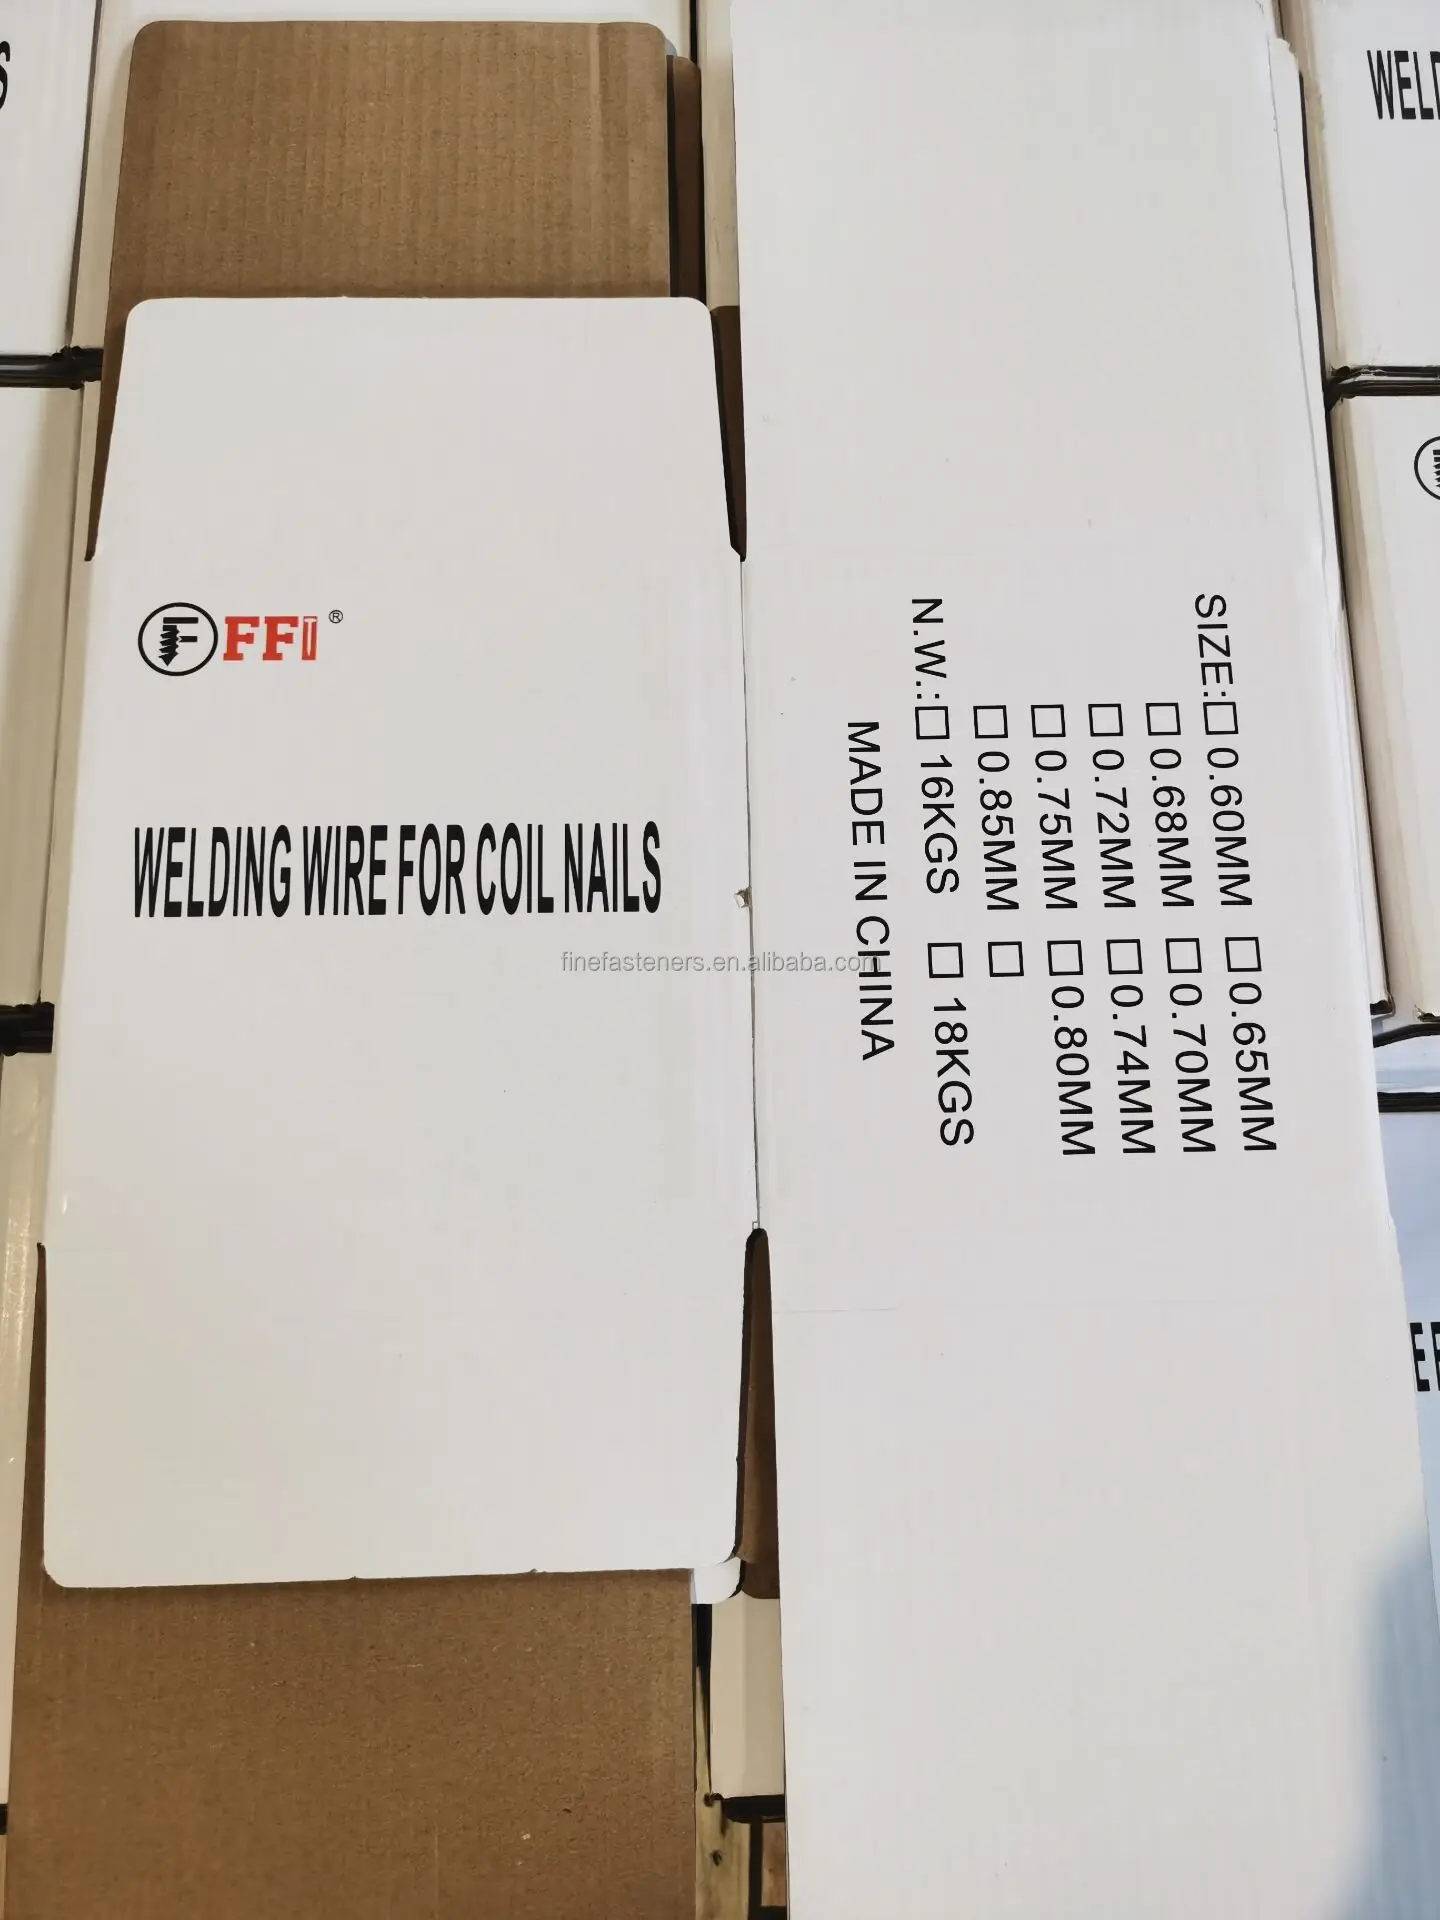 FFI ®
WELDING WIRE FOR COIL NAILS
SIZE:□0.60MM □0.65MM
□0.68MM □0.70MM
□0.72MM □0.74MM
□0.75MM □0.80MM
□0.85MM □
N.W.:□16KGS □18KGS
MADE IN CHINA
finefasteners.en.alibaba.com